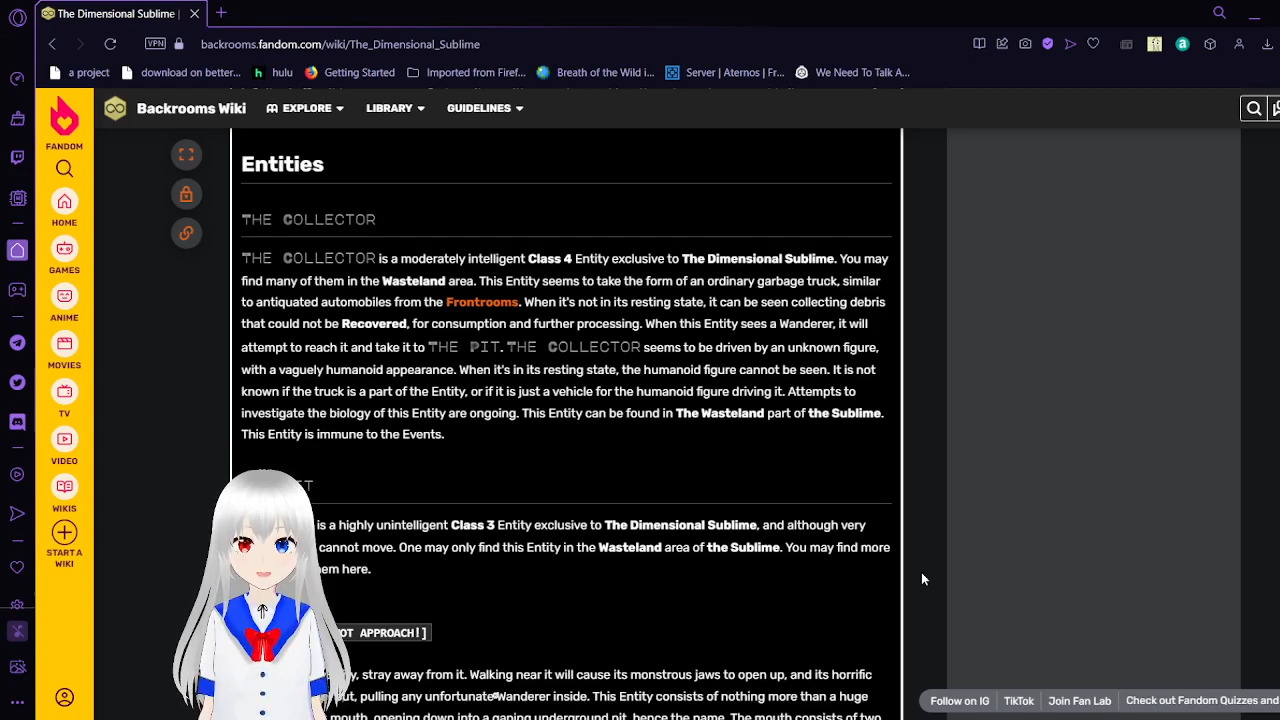 The Dimensional Sublime |
backrooms.fandom.com/wiki/The_Dimensional_Sublime
VPN
a project
download on better...
hulu
Getting Started
Imported from Firef...
Breath of the Wild i...
Server | Aternos | Fr...
We Need To Talk A...
Backrooms Wiki
EXPLORE
LIBRARY
GUIDELINES
FANDOM
HOME
GAMES
ANIME
MOVIES
TV
VIDEO
WIKIS
START A
WIKI
Entities
THE COLLECTOR
THE COLLECTOR is a moderately intelligent Class 4 Entity exclusive to The Dimensional Sublime. You may
find many of them in the Wasteland area. This Entity seems to take the form of an ordinary garbage truck, similar
to antiquated automobiles from the Frontrooms. When it's not in its resting state, it can be seen collecting debris
that could not be Recovered, for consumption and further processing. When this Entity sees a Wanderer, it will
attempt to reach it and take it to THE PIT. THE COLLECTOR seems to be driven by an unknown figure,
with a vaguely humanoid appearance. When it's in its resting state, the humanoid figure cannot be seen. It is not
known if the truck is a part of the Entity, or if it is just a vehicle for the humanoid figure driving it. Attempts to
investigate the biology of this Entity are ongoing. This Entity can be found in The Wasteland part of the Sublime.
This Entity is immune to the Events.
is a highly unintelligent Class 3 Entity exclusive to The Dimensional Sublime, and although very
cannot move. One may only find this Entity in the Wasteland area of the Sublime. You may find more
here.
APPROACH!]
stray away from it. Walking near it will cause its monstrous jaws to open up, and its horrific
pulling any unfortunate Wanderer inside. This Entity consists of nothing more than a huge
mouth, opening down into a gaping underground pit, hence the name. The mouth consists of two
Follow on IG
TikTok
Join Fan Lab
Check out Fandom Quizzes and